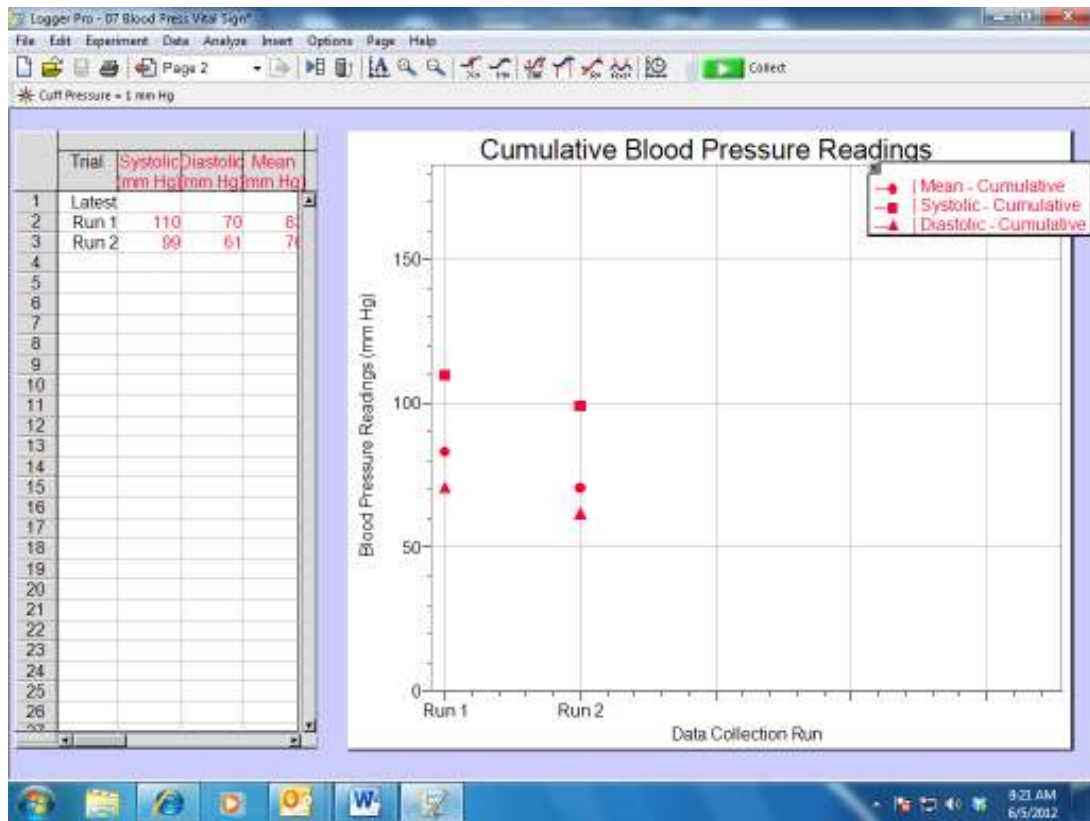 Logger Pro - 07 Blood Press Vital Sign*
File Edit Experiment Data Analyze Insert Options Page Help
Page 2
Collect
Cuff Pressure = 1 mm Hg
Trial Systolic Diastolic Mean
(mm Hg) (mm Hg) (mm Hg)
1 Latest
2 Run 1 110 70
3 Run 2 99 61
4
5
6
7
8
9
10
11
12
13
14
15
16
17
18
19
20
21
22
23
24
25
26
27
Cumulative Blood Pressure Readings
Mean - Cumulative
Systolic - Cumulative
Diastolic - Cumulative
Blood Pressure Readings (mm Hg)
150
100
50
0
Run 1 Run 2
Data Collection Run
9:21 AM
6/5/2012